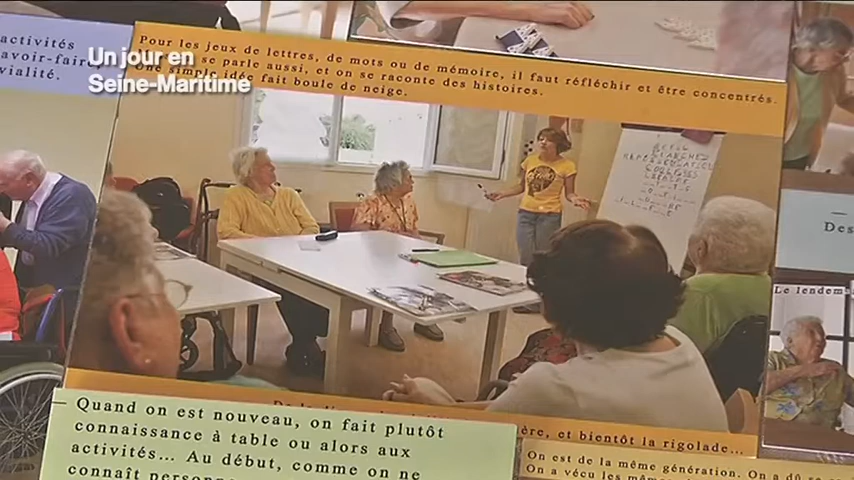 activités
avoir-fair
vialité.
Un jour en
Seine-Maritime
Pour les jeux de lettres, de mots ou de mémoire, il faut réfléchir et être concentrés.
se parle aussi, et on se raconte des histoires.
une simple idée fait boule de neige.
Des
Le lendem
ère, et bientôt la rigolade...
Quand on est nouveau, on fait plutôt
connaissance à table ou alors aux
activités... Au début, comme on ne
connaît personne
On est de la même génération. On a dû se
On a vécu les mêmes